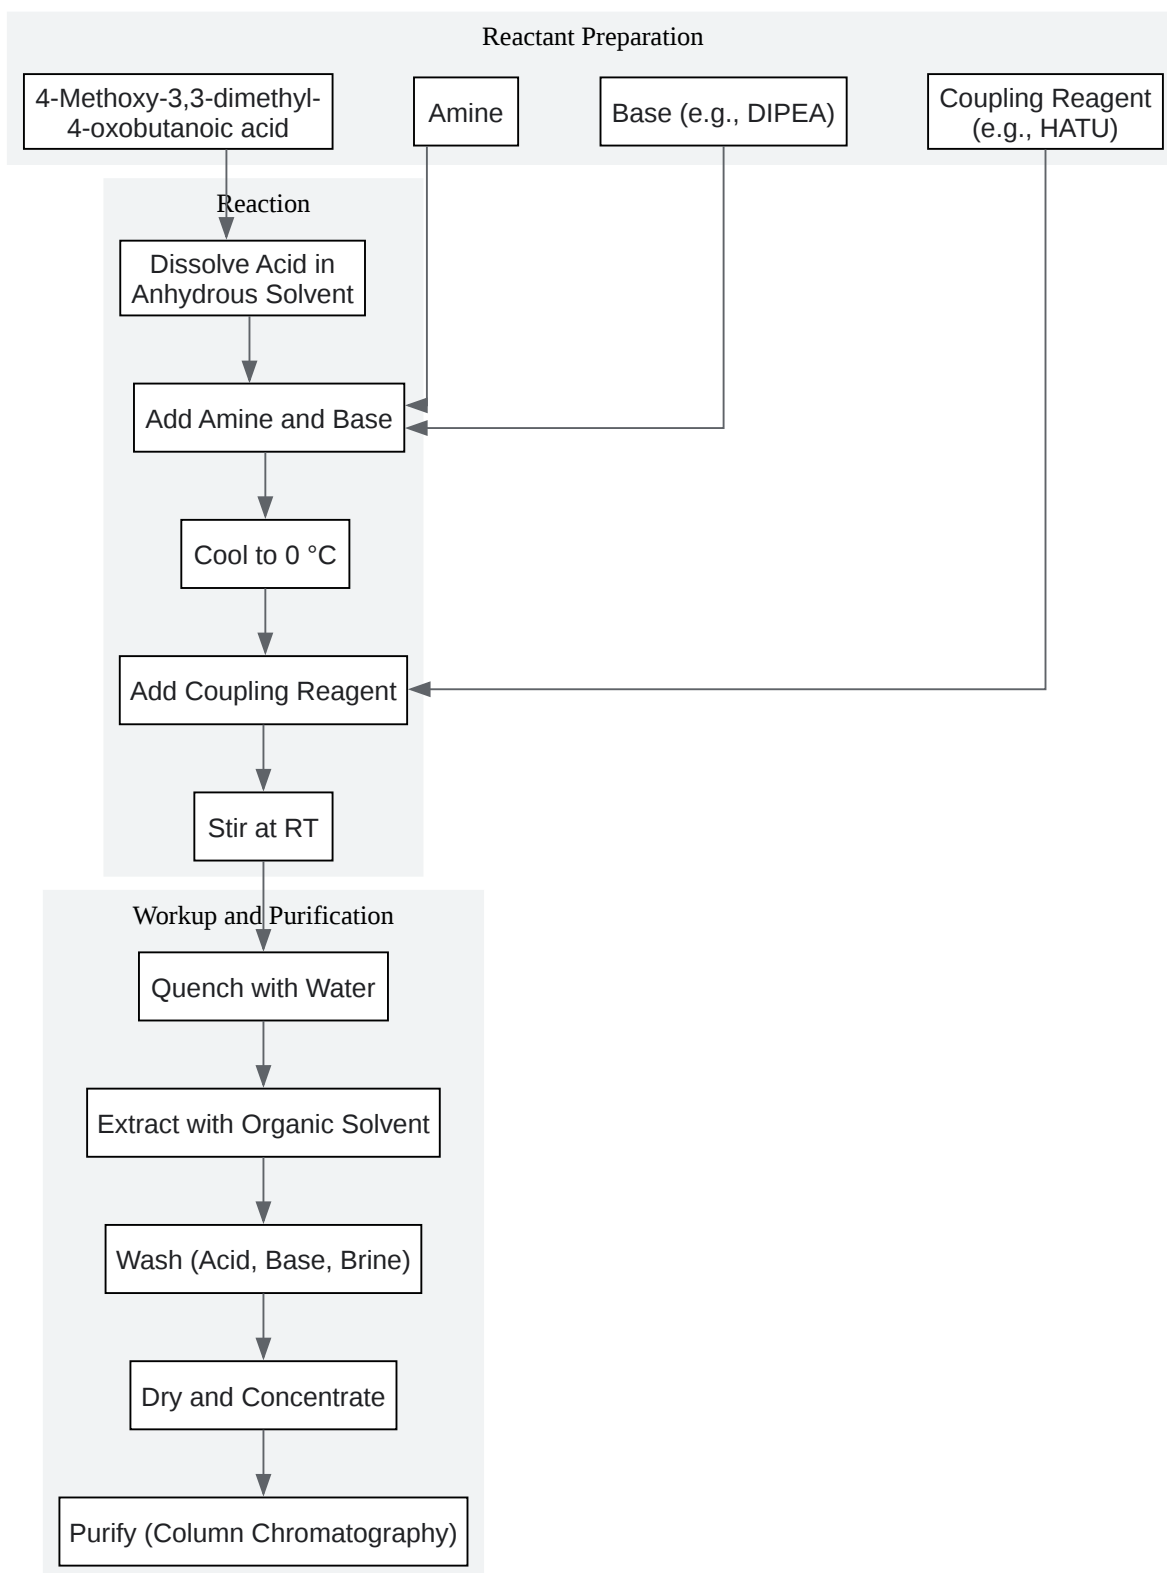 Reactant Preparation
4-Methoxy-3,3-dimethyl-
4-oxobutanoic acid
Amine
Base (e.g., DIPEA)
Coupling Reagent
(e.g., HATU)
Reaction
Dissolve Acid in
Anhydrous Solvent
Add Amine and Base
Cool to 0 °C
Add Coupling Reagent
Stir at RT
Workup and Purification
Quench with Water
Extract with Organic Solvent
Wash (Acid, Base, Brine)
Dry and Concentrate
Purify (Column Chromatography)